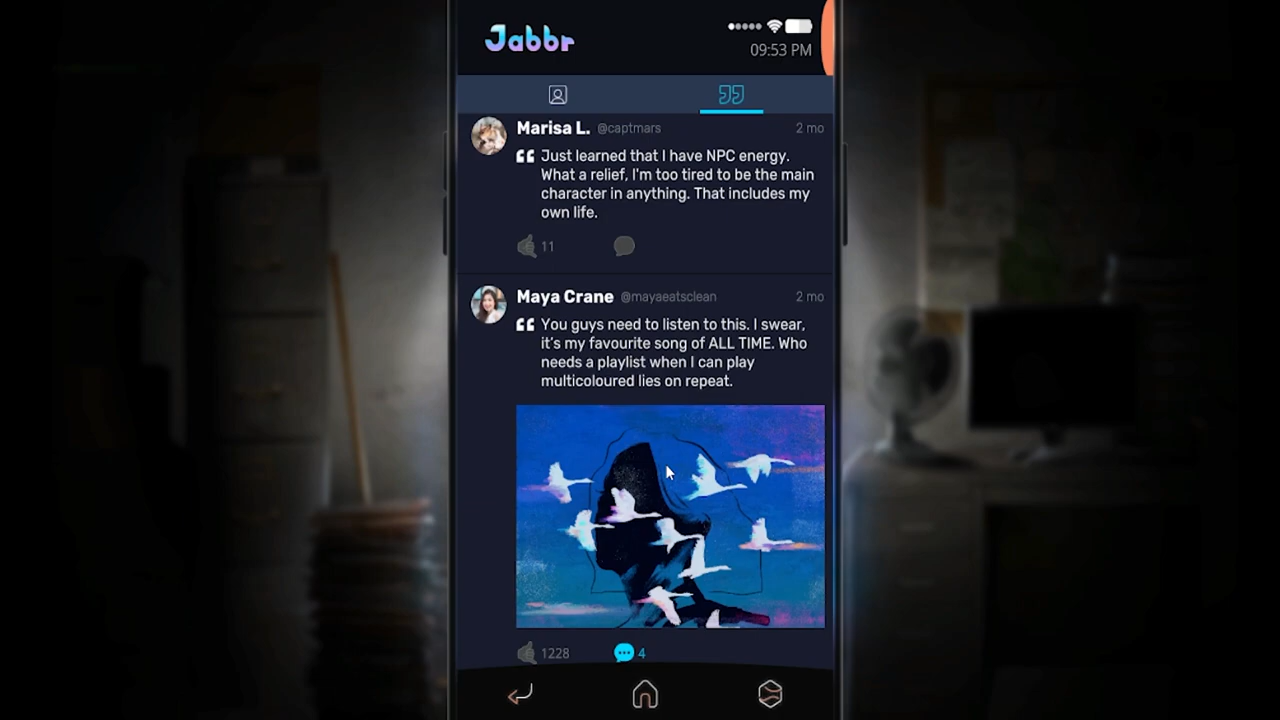 Jabbr
09:53 PM
Marisa L. @captmars 2 mo
Just learned that I have NPC energy.
What a relief, I'm too tired to be the main
character in anything. That includes my
own life.
11
Maya Crane @mayaeatsclean 2 mo
You guys need to listen to this. I swear,
it's my favourite song of ALL TIME. Who
needs a playlist when I can play
multicoloured lies on repeat.
1228 4